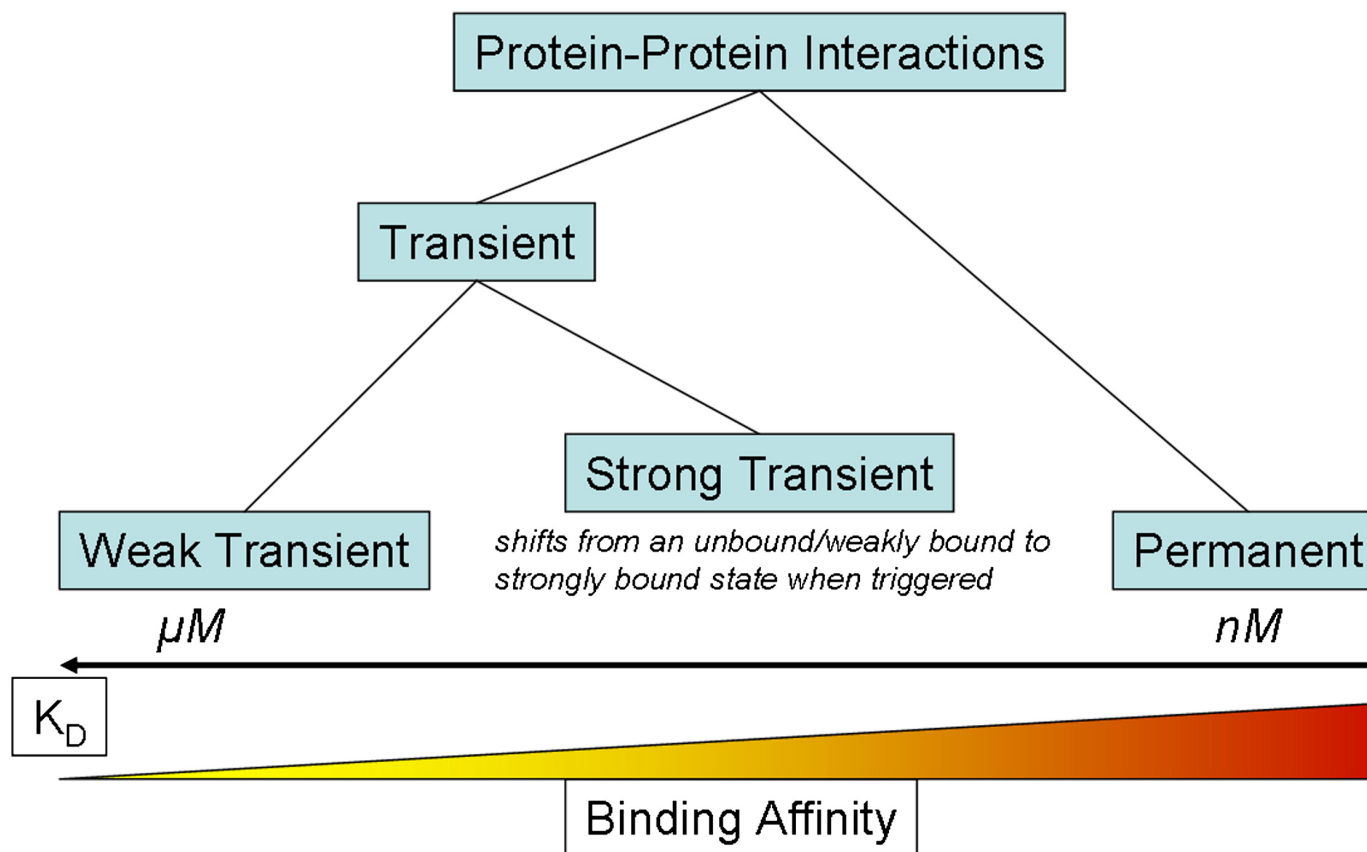 Protein-Protein Interactions
Transient
Strong Transient
shifts from an unbound/weakly bound to
strongly bound state when triggered
Weak Transient
Permanent
µM
nM
K_D
Binding Affinity